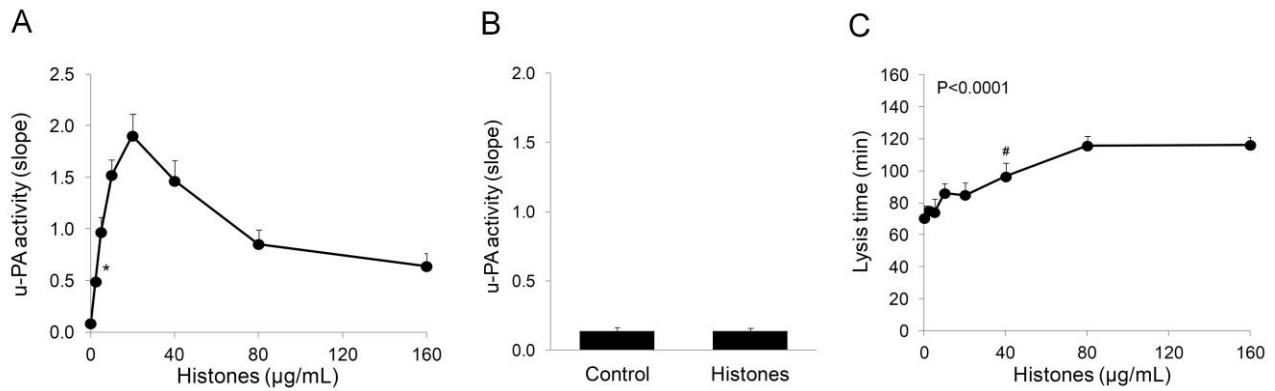 A
u-PA activity (slope)
2.5
2.0
1.5
1.0
0.5
0.0
*
0 40 80 120 160
Histones (µg/mL)
B
u-PA activity (slope)
2.0
1.5
1.0
0.5
0.0
Control Histones
C
P<0.0001
Lysis time (min)
160
140
120
100
80
60
40
20
0
#
0 40 80 120 160
Histones (µg/mL)